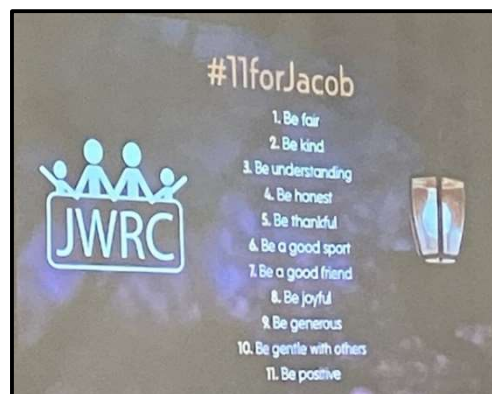 #11forJacob
1. Be fair
2. Be kind
3. Be understanding
4. Be honest
5. Be thankful
6. Be a good sport
7. Be a good friend
8. Be joyful
9. Be generous
10. Be gentle with others
11. Be positive
JWRC